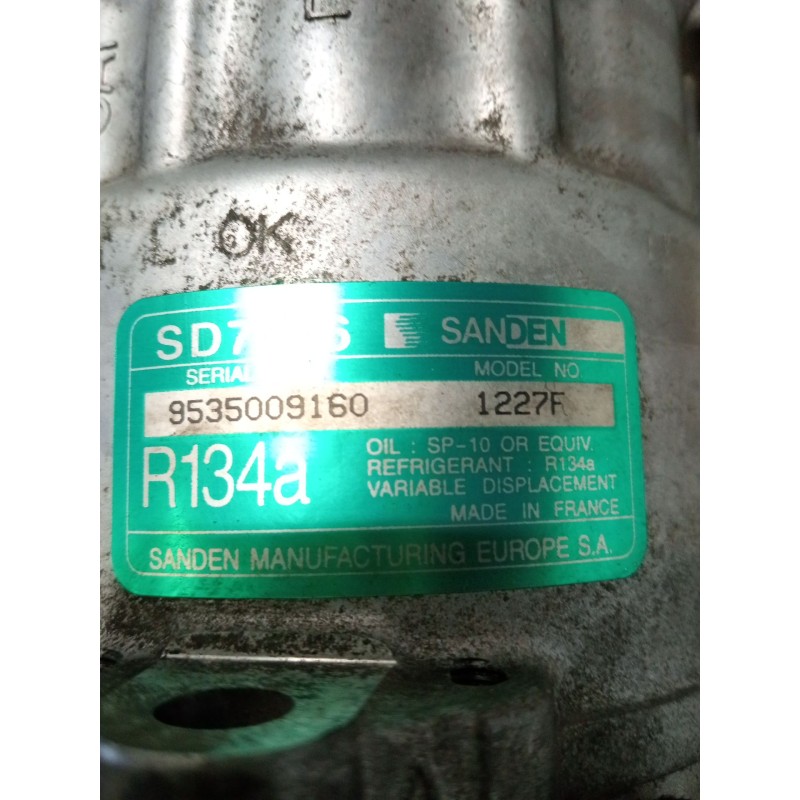 L OK
SANDEN
SERIAL MODEL NO
9535009160 1227F
R134a
OIL : SP-10 OR EQUIV.
REFRIGERANT : R134a
VARIABLE DISPLACEMENT
MADE IN FRANCE
SANDEN MANUFACTURING EUROPE S.A.